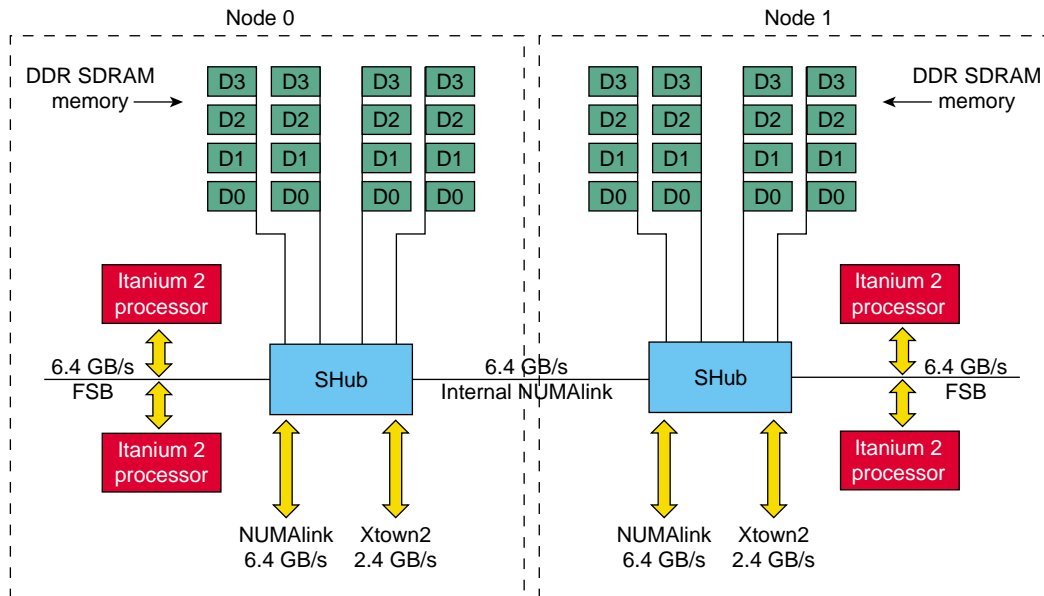 Node 0
Node 1
DDR SDRAM
memory
D3 D3 D3 D3
D2 D2 D2 D2
D1 D1 D1 D1
D0 D0 D0 D0
D3 D3 D3 D3
D2 D2 D2 D2
D1 D1 D1 D1
D0 D0 D0 D0
DDR SDRAM
memory
Itanium 2
processor
6.4 GB/s
FSB
Itanium 2
processor
SHub
6.4 GB/s
Internal NUMAlink
SHub
Itanium 2
processor
6.4 GB/s
FSB
Itanium 2
processor
NUMAlink
6.4 GB/s
Xtown2
2.4 GB/s
NUMAlink
6.4 GB/s
Xtown2
2.4 GB/s